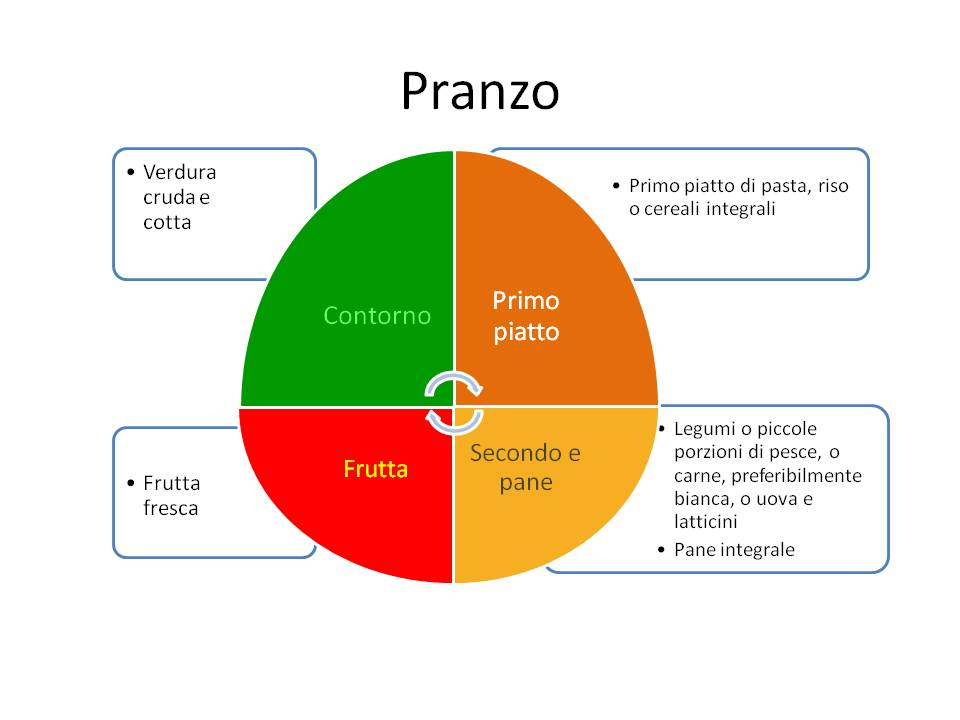 Pranzo
• Verdura
cruda e
cotta
• Primo piatto di pasta, riso
o cereali integrali
Contorno
Primo
piatto
Frutta
Secondo e
pane
• Frutta
fresca
• Legumi o piccole
porzioni di pesce, o
carne, preferibilmente
bianca, o uova e
latticini
• Pane integrale